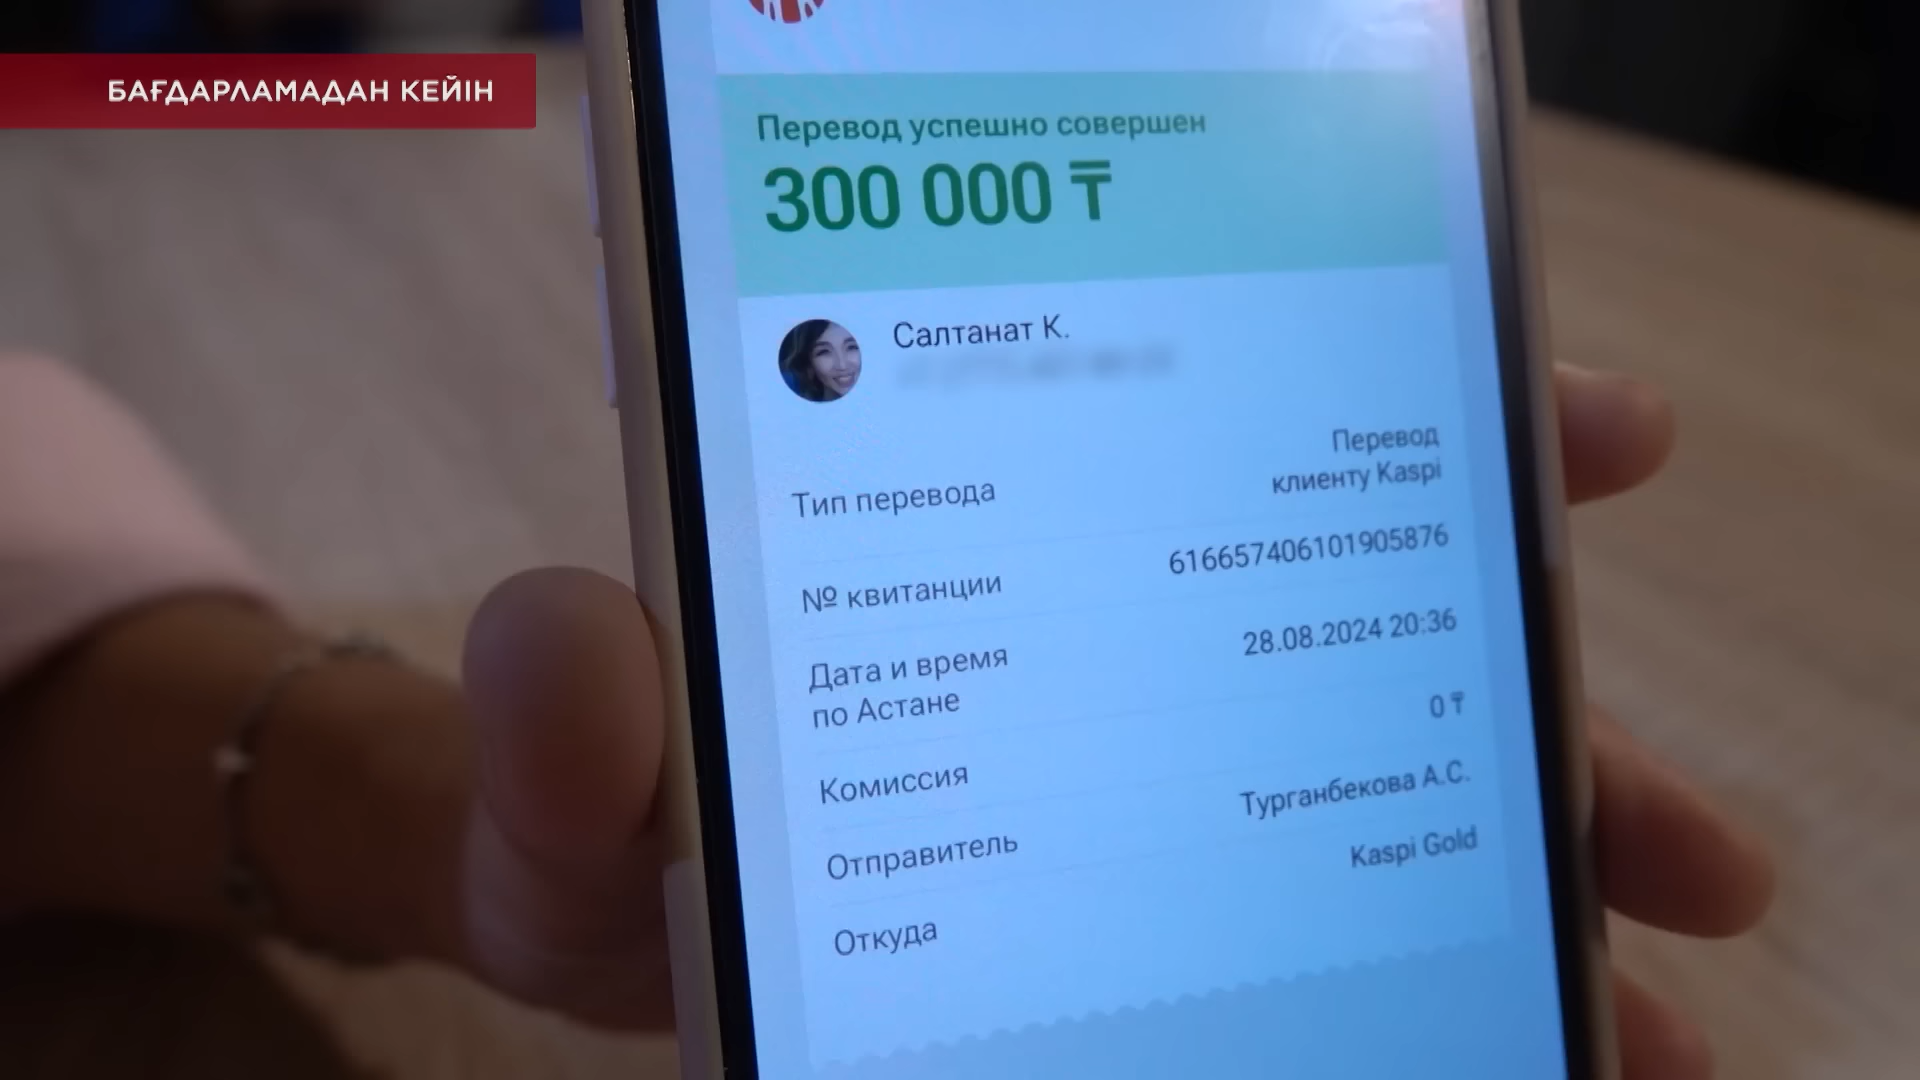 БАҒДАРЛАМАДАН КЕЙІН
Перевод успешно совершен
300 000 ₸
Салтанат К.
Тип перевода
Перевод
клиенту Kaspi
№ квитанции
616657406101905876
Дата и время
по Астане
28.08.2024 20:36
Комиссия
0 ₸
Отправитель
Турганбекова А.С.
Откуда
Kaspi Gold